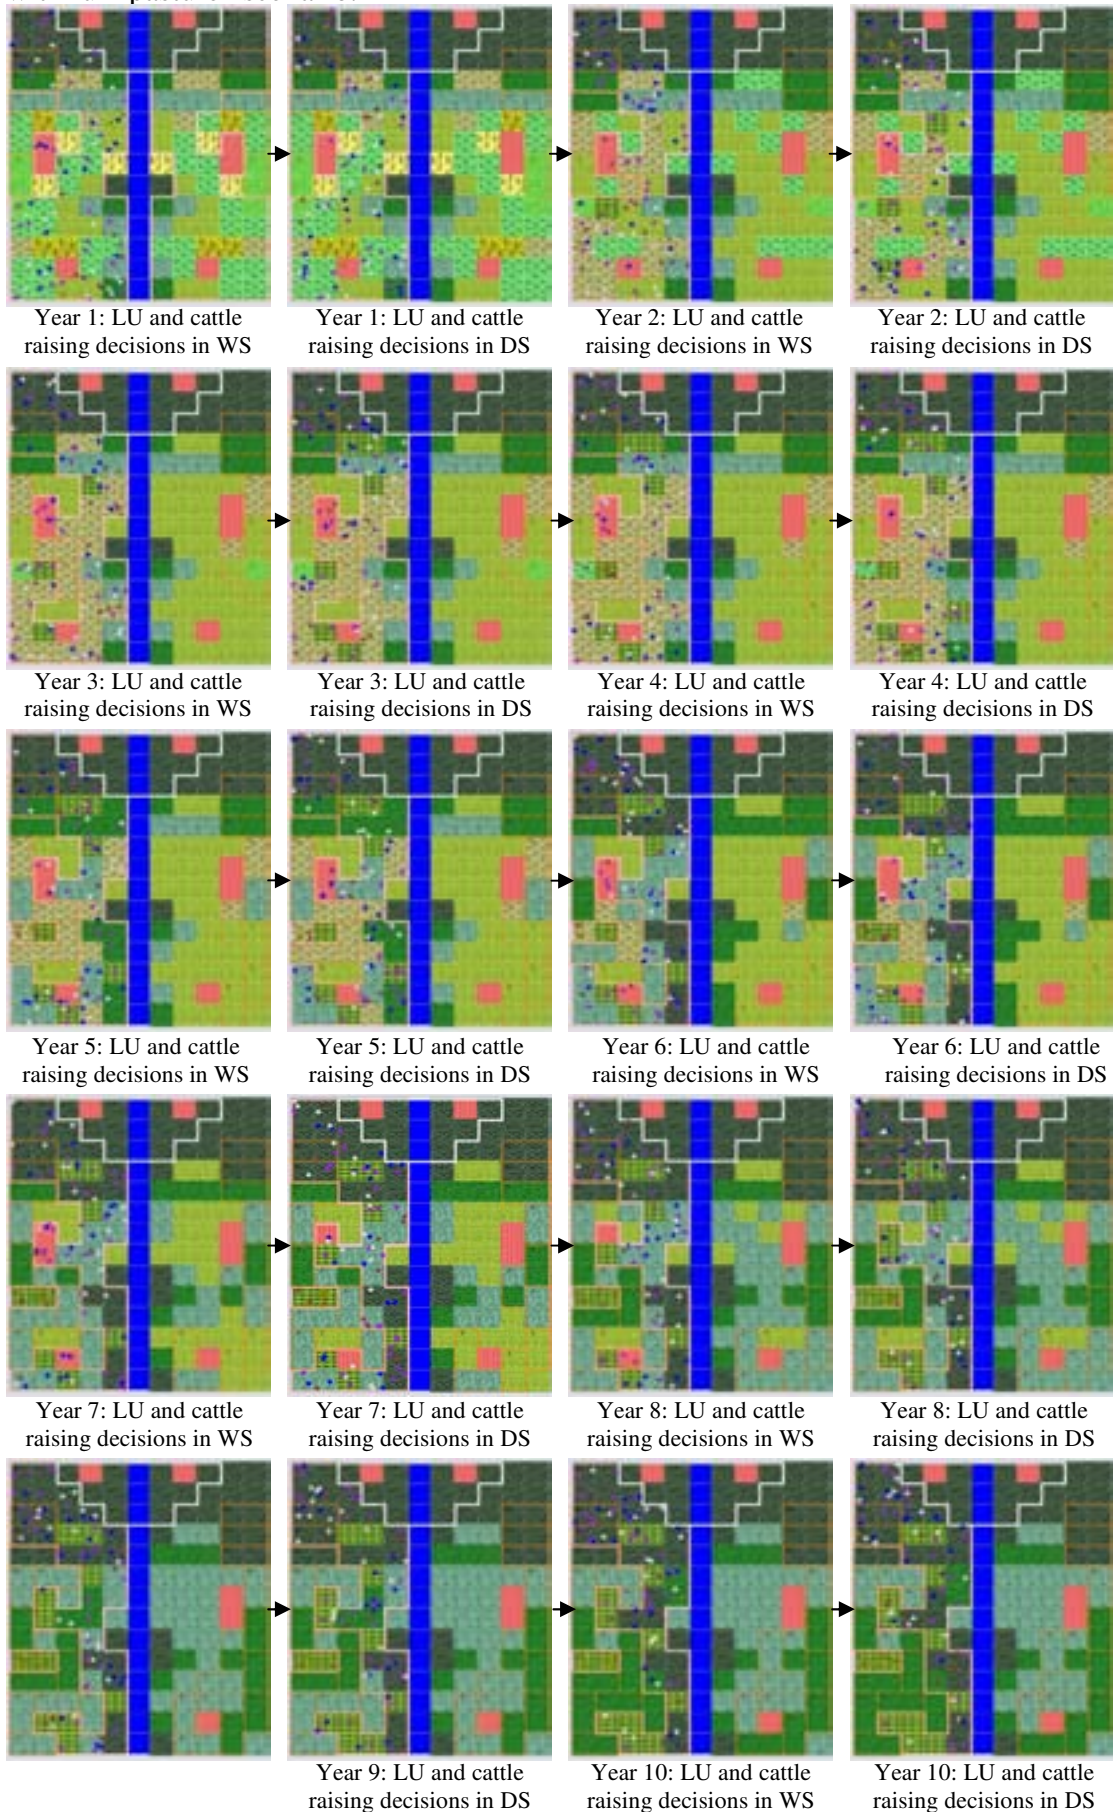 Year 1: LU and cattle
raising decisions in WS
Year 1: LU and cattle
raising decisions in DS
Year 2: LU and cattle
raising decisions in WS
Year 2: LU and cattle
raising decisions in DS
Year 3: LU and cattle
raising decisions in WS
Year 3: LU and cattle
raising decisions in DS
Year 4: LU and cattle
raising decisions in WS
Year 4: LU and cattle
raising decisions in DS
Year 5: LU and cattle
raising decisions in WS
Year 5: LU and cattle
raising decisions in DS
Year 6: LU and cattle
raising decisions in WS
Year 6: LU and cattle
raising decisions in DS
Year 7: LU and cattle
raising decisions in WS
Year 7: LU and cattle
raising decisions in DS
Year 8: LU and cattle
raising decisions in WS
Year 8: LU and cattle
raising decisions in DS
Year 9: LU and cattle
raising decisions in DS
Year 10: LU and cattle
raising decisions in WS
Year 10: LU and cattle
raising decisions in DS